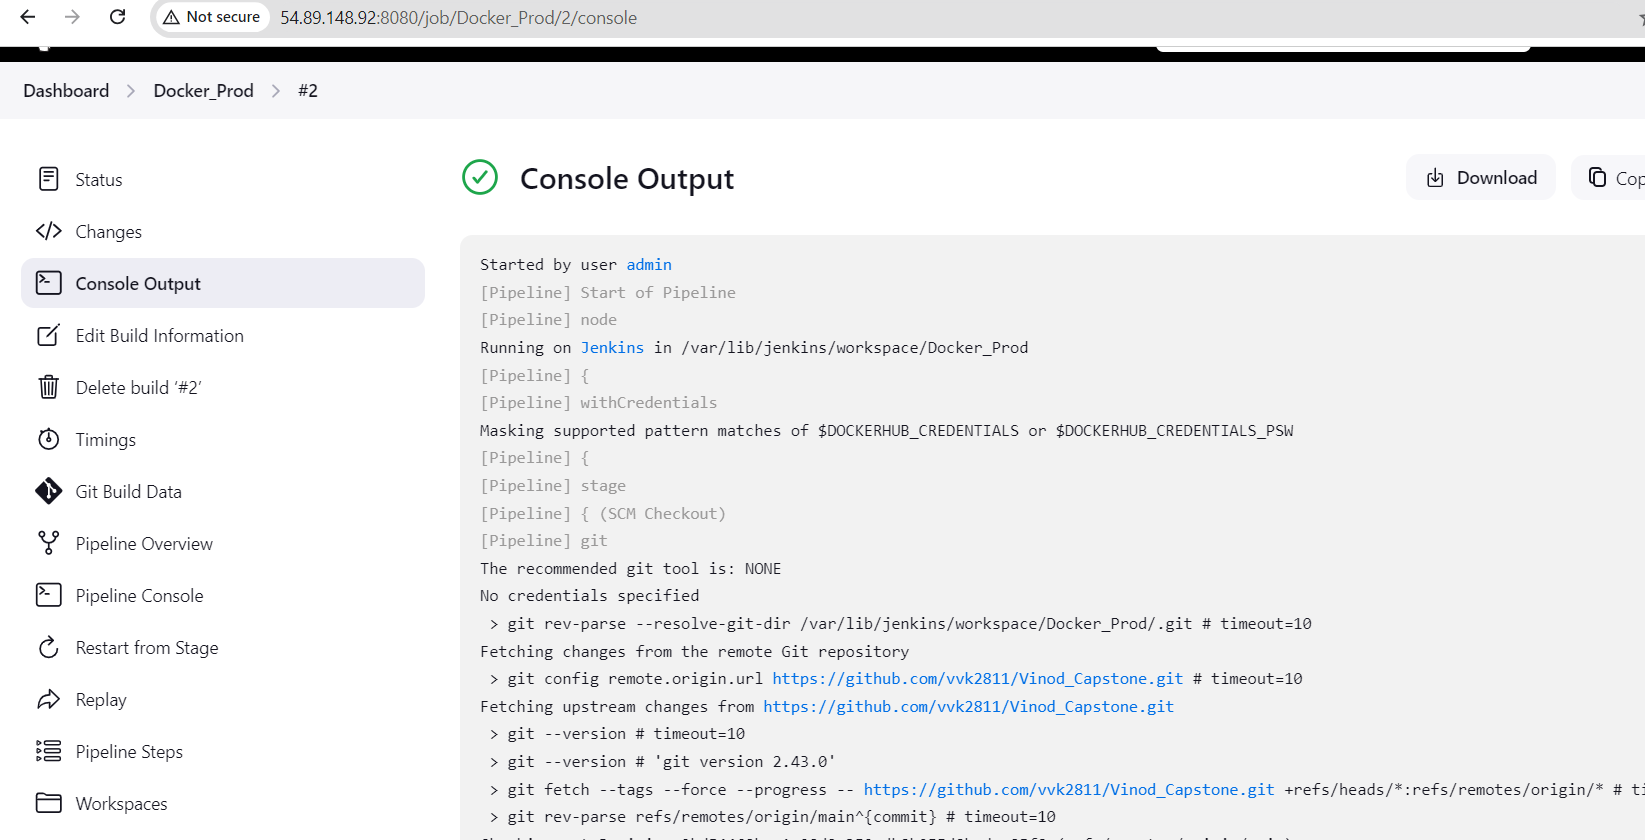 Not secure 54.89.148.92:8080/job/Docker_Prod/2/console
Dashboard Docker_Prod #2
Status
Changes
Console Output
Edit Build Information
Delete build ‘#2’
Timings
Git Build Data
Pipeline Overview
Pipeline Console
Restart from Stage
Replay
Pipeline Steps
Workspaces
Console Output
Download
Started by user admin
[Pipeline] Start of Pipeline
[Pipeline] node
Running on Jenkins in /var/lib/jenkins/workspace/Docker_Prod
[Pipeline] {
[Pipeline] withCredentials
Masking supported pattern matches of $DOCKERHUB_CREDENTIALS or $DOCKERHUB_CREDENTIALS_PSW
[Pipeline] {
[Pipeline] stage
[Pipeline] { (SCM Checkout)
[Pipeline] git
The recommended git tool is: NONE
No credentials specified
> git rev-parse --resolve-git-dir /var/lib/jenkins/workspace/Docker_Prod/.git # timeout=10
Fetching changes from the remote Git repository
> git config remote.origin.url https://github.com/vvk2811/Vinod_Capstone.git # timeout=10
Fetching upstream changes from https://github.com/vvk2811/Vinod_Capstone.git
> git --version # timeout=10
> git --version # 'git version 2.43.0'
> git fetch --tags --force --progress -- https://github.com/vvk2811/Vinod_Capstone.git +refs/heads/*:refs/remotes/origin/* #
> git rev-parse refs/remotes/origin/main^{commit} # timeout=10